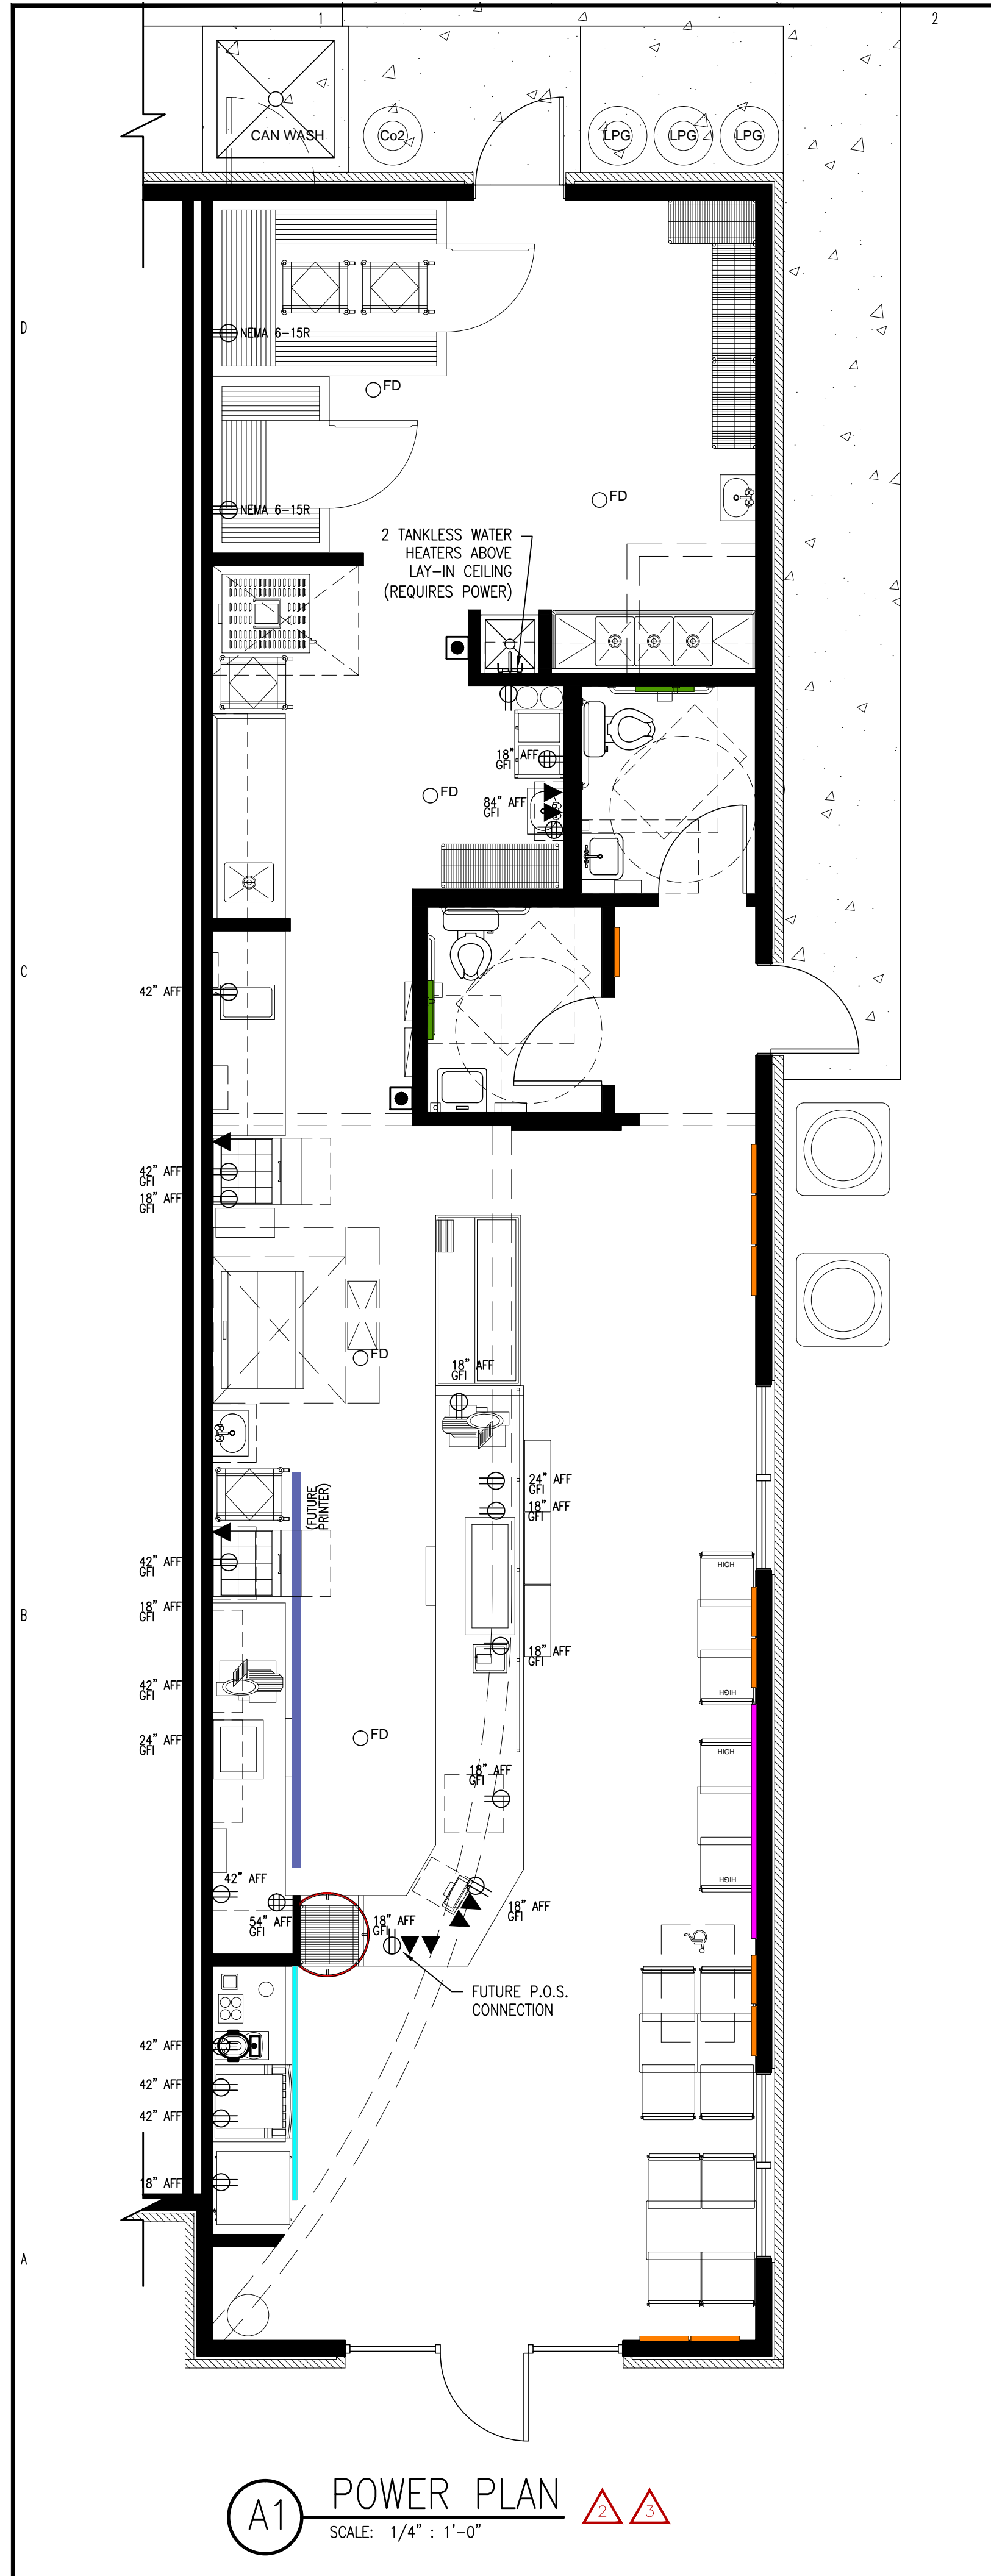 1
2
CAN WASH
Co2
LPG
LPG
LPG
D
NEMA 6-15R
FD
NEMA 6-15R
FD
2 TANKLESS WATER
HEATERS ABOVE
LAY-IN CEILING
(REQUIRES POWER)
18" AFF
GFI
FD
84" AFF
GFI
C
42" AFF
42" AFF
GFI
18" AFF
GFI
FD
18" AFF
GFI
24" AFF
GFI
(FUTURE
PRINTER)
18" AFF
GFI
42" AFF
GFI
HIGH
B
18" AFF
GFI
18" AFF
GFI
42" AFF
GFI
HIGH
FD
24" AFF
GFI
HIGH
18" AFF
GFI
42" AFF
HIGH
18" AFF
GFI
54" AFF
GFI
18" AFF
GFI
FUTURE P.O.S.
CONNECTION
42" AFF
42" AFF
42" AFF
18" AFF
A
A1
POWER PLAN
2
3
SCALE: 1/4" : 1'-0"